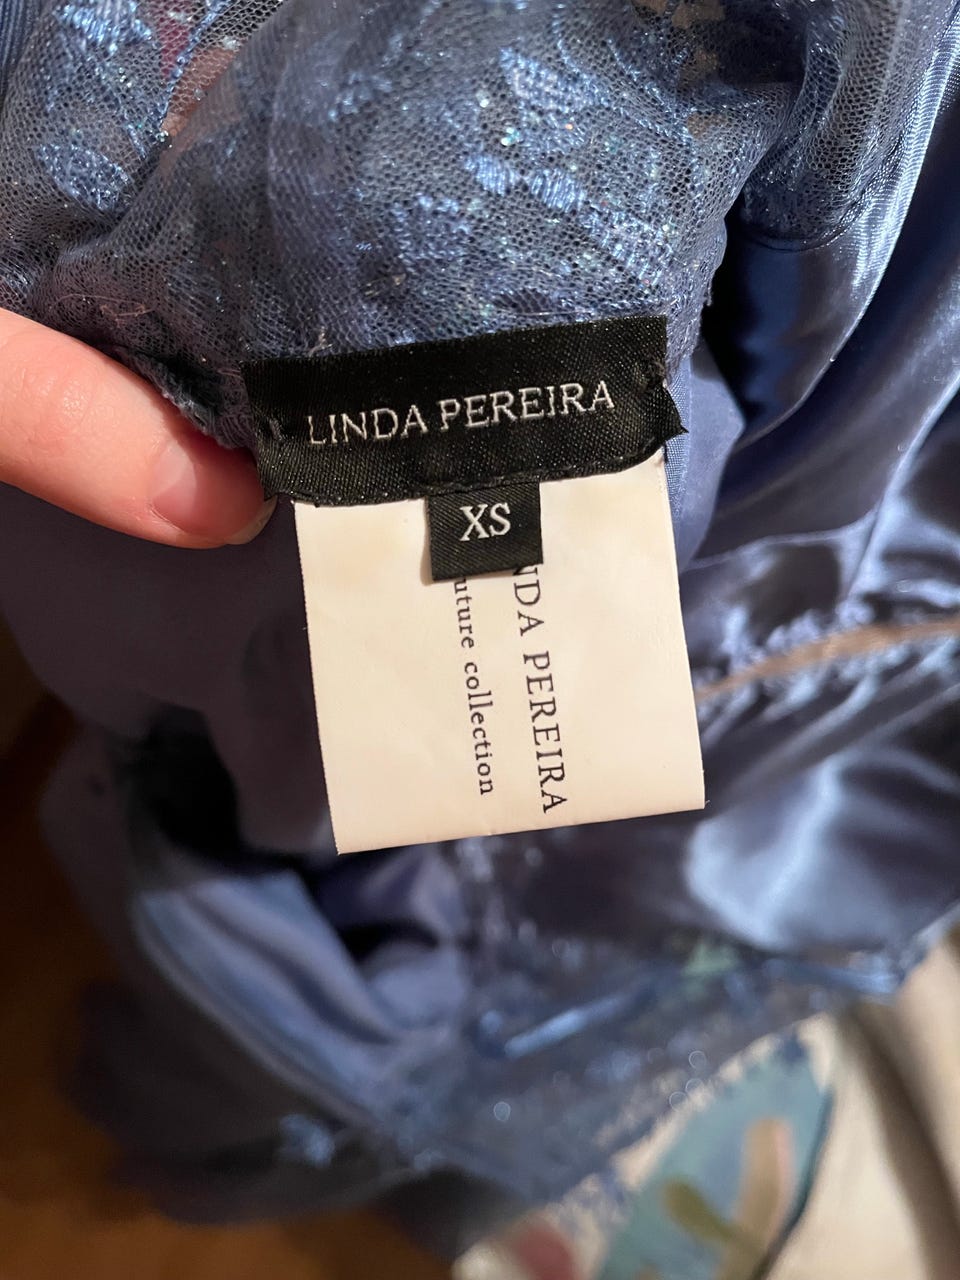 LINDA PEREIRA
XS
NDA PEREIRA
uture collection